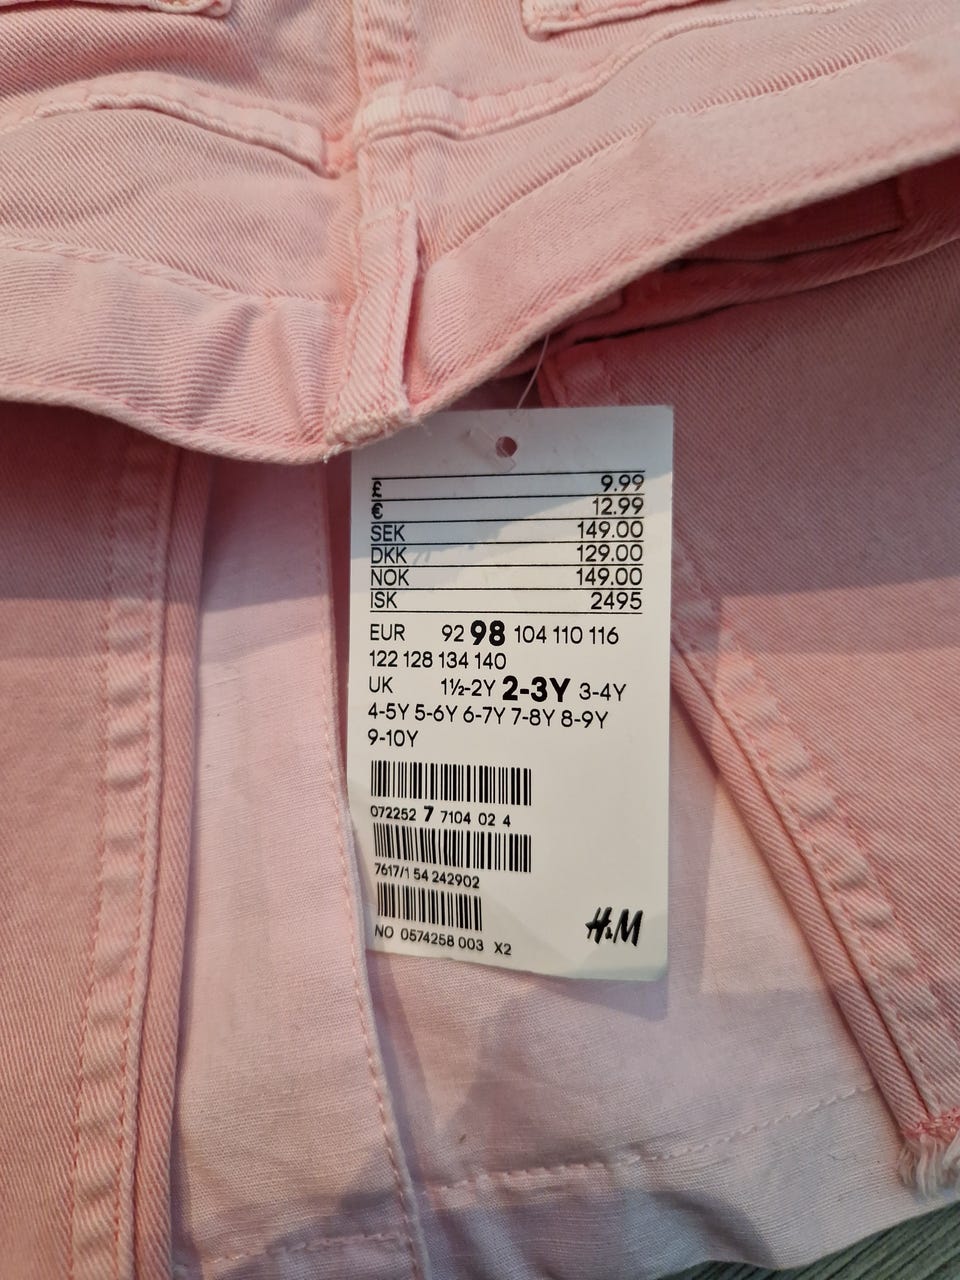 £ 9.99
€ 12.99
SEK 149.00
DKK 129.00
NOK 149.00
ISK 2495
EUR 92 98 104 110 116
122 128 134 140
UK 1½-2Y 2-3Y 3-4Y
4-5Y 5-6Y 6-7Y 7-8Y 8-9Y
9-10Y
072252 7 7104 02 4
7617/1 54 242902
NO 0574258 003 X2
H&M